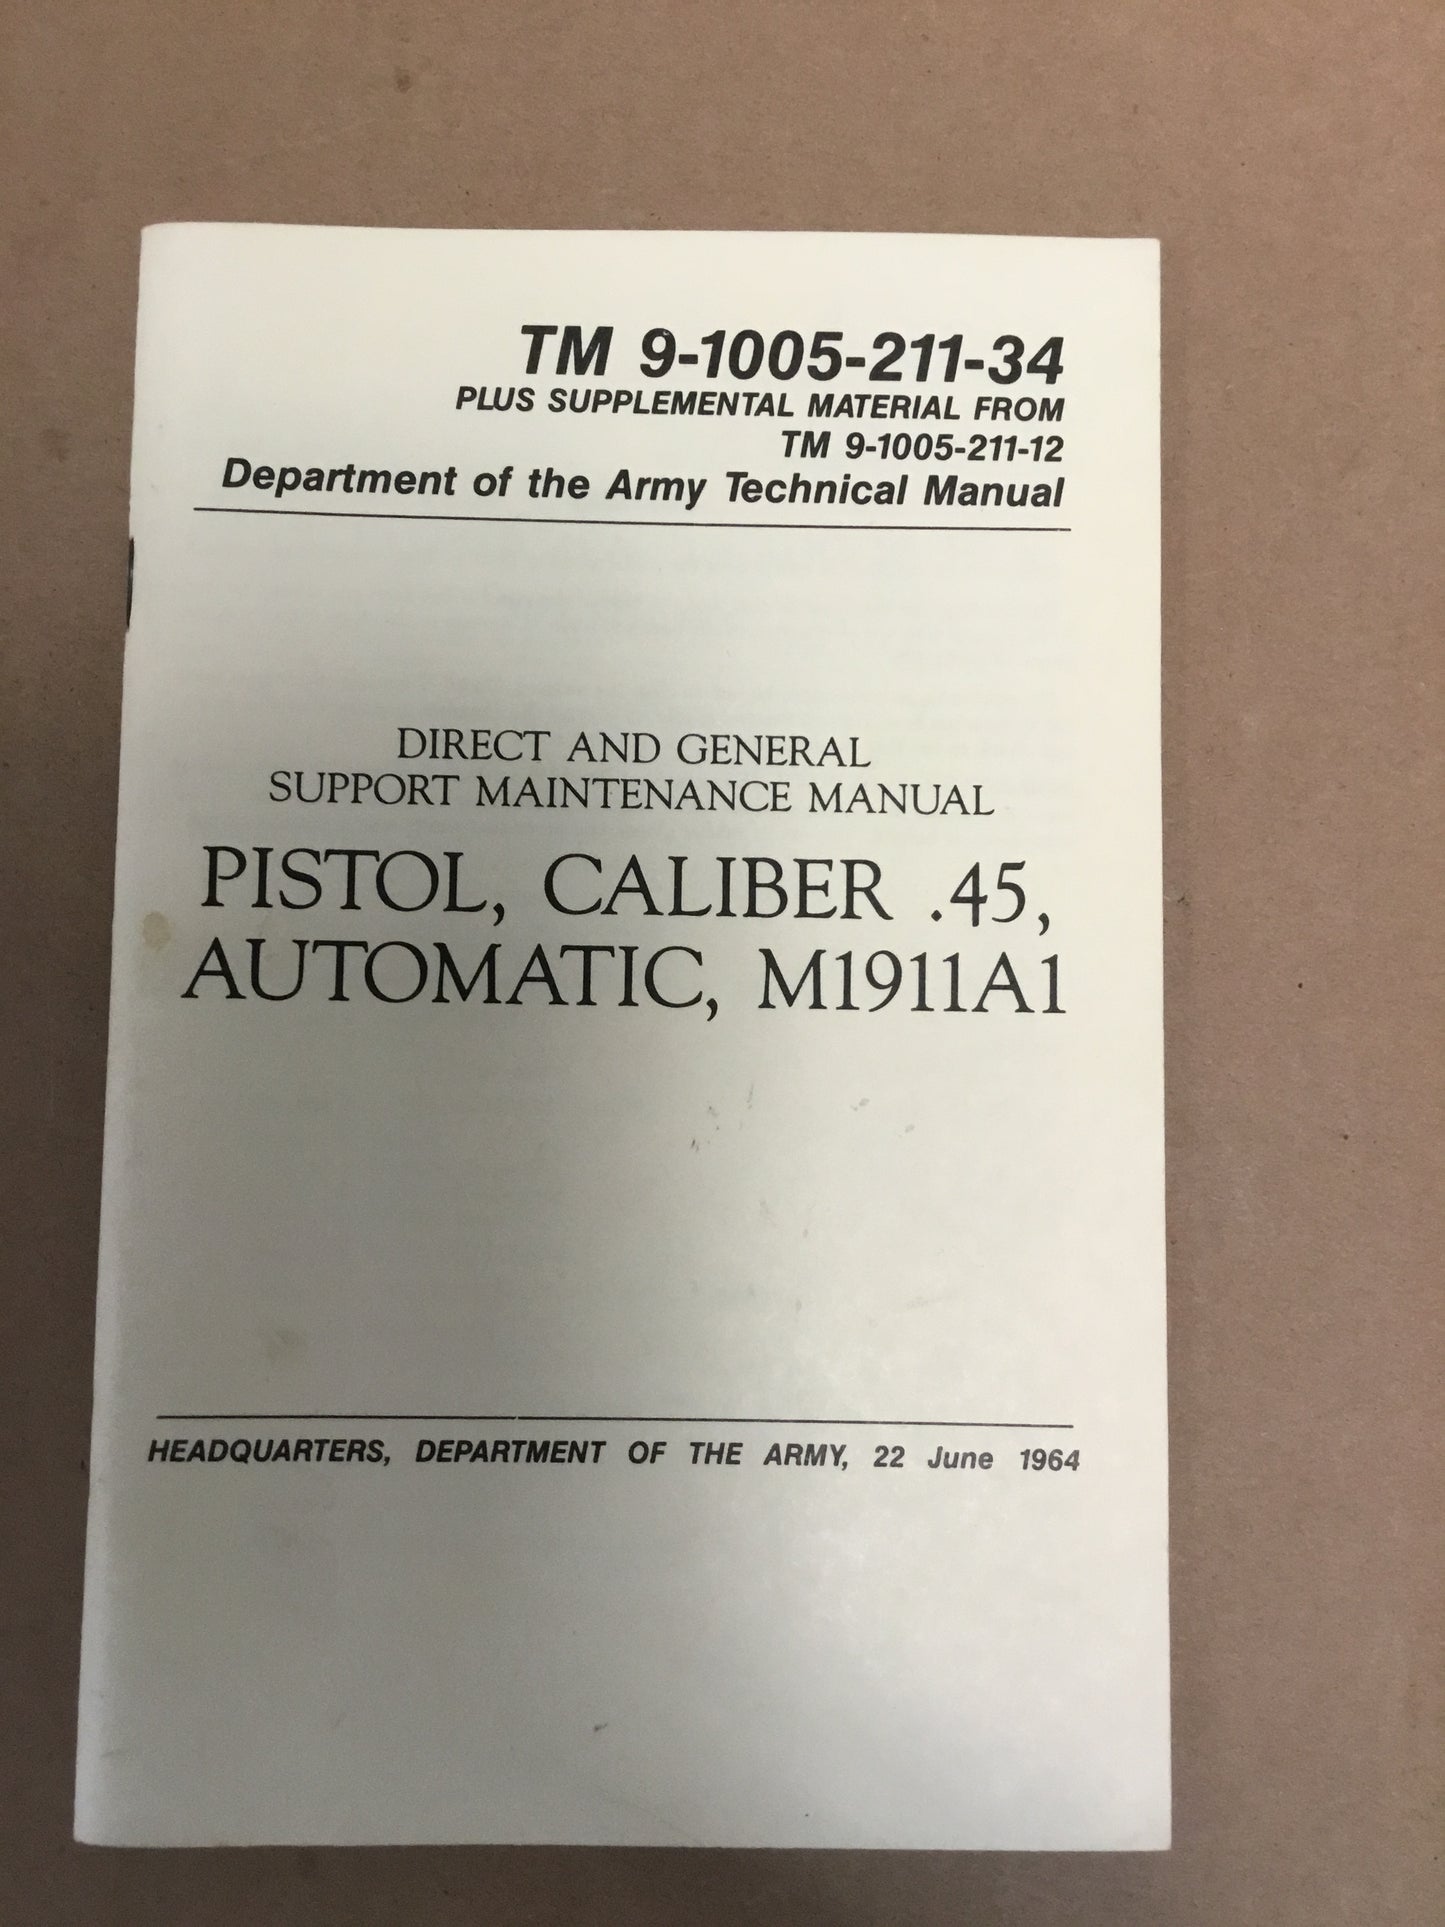 TM 9-1005-211-34
PLUS SUPPLEMENTAL MATERIAL FROM
TM 9-1005-211-12
Department of the Army Technical Manual
DIRECT AND GENERAL
SUPPORT MAINTENANCE MANUAL
PISTOL, CALIBER .45,
AUTOMATIC, M1911A1
HEADQUARTERS, DEPARTMENT OF THE ARMY, 22 June 1964